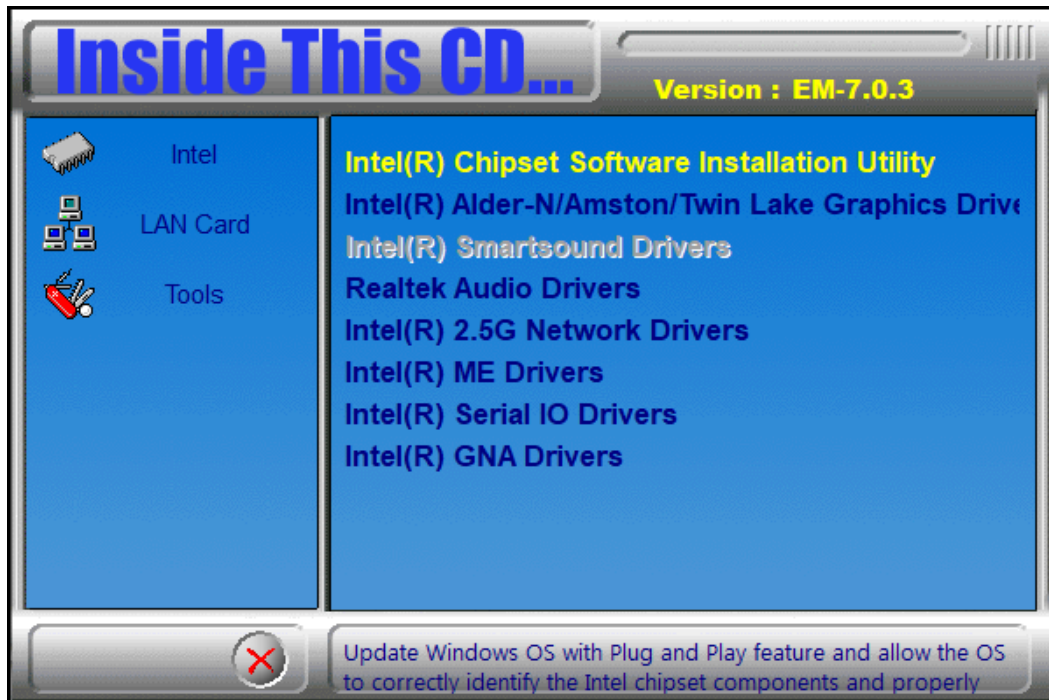 Inside This CD...
Version : EM-7.0.3
Intel
LAN Card
Tools
Intel(R) Chipset Software Installation Utility
Intel(R) Alder-N/Amston/Twin Lake Graphics Drive
Intel(R) Smartsound Drivers
Realtek Audio Drivers
Intel(R) 2.5G Network Drivers
Intel(R) ME Drivers
Intel(R) Serial IO Drivers
Intel(R) GNA Drivers
Update Windows OS with Plug and Play feature and allow the OS
to correctly identify the Intel chipset components and properly